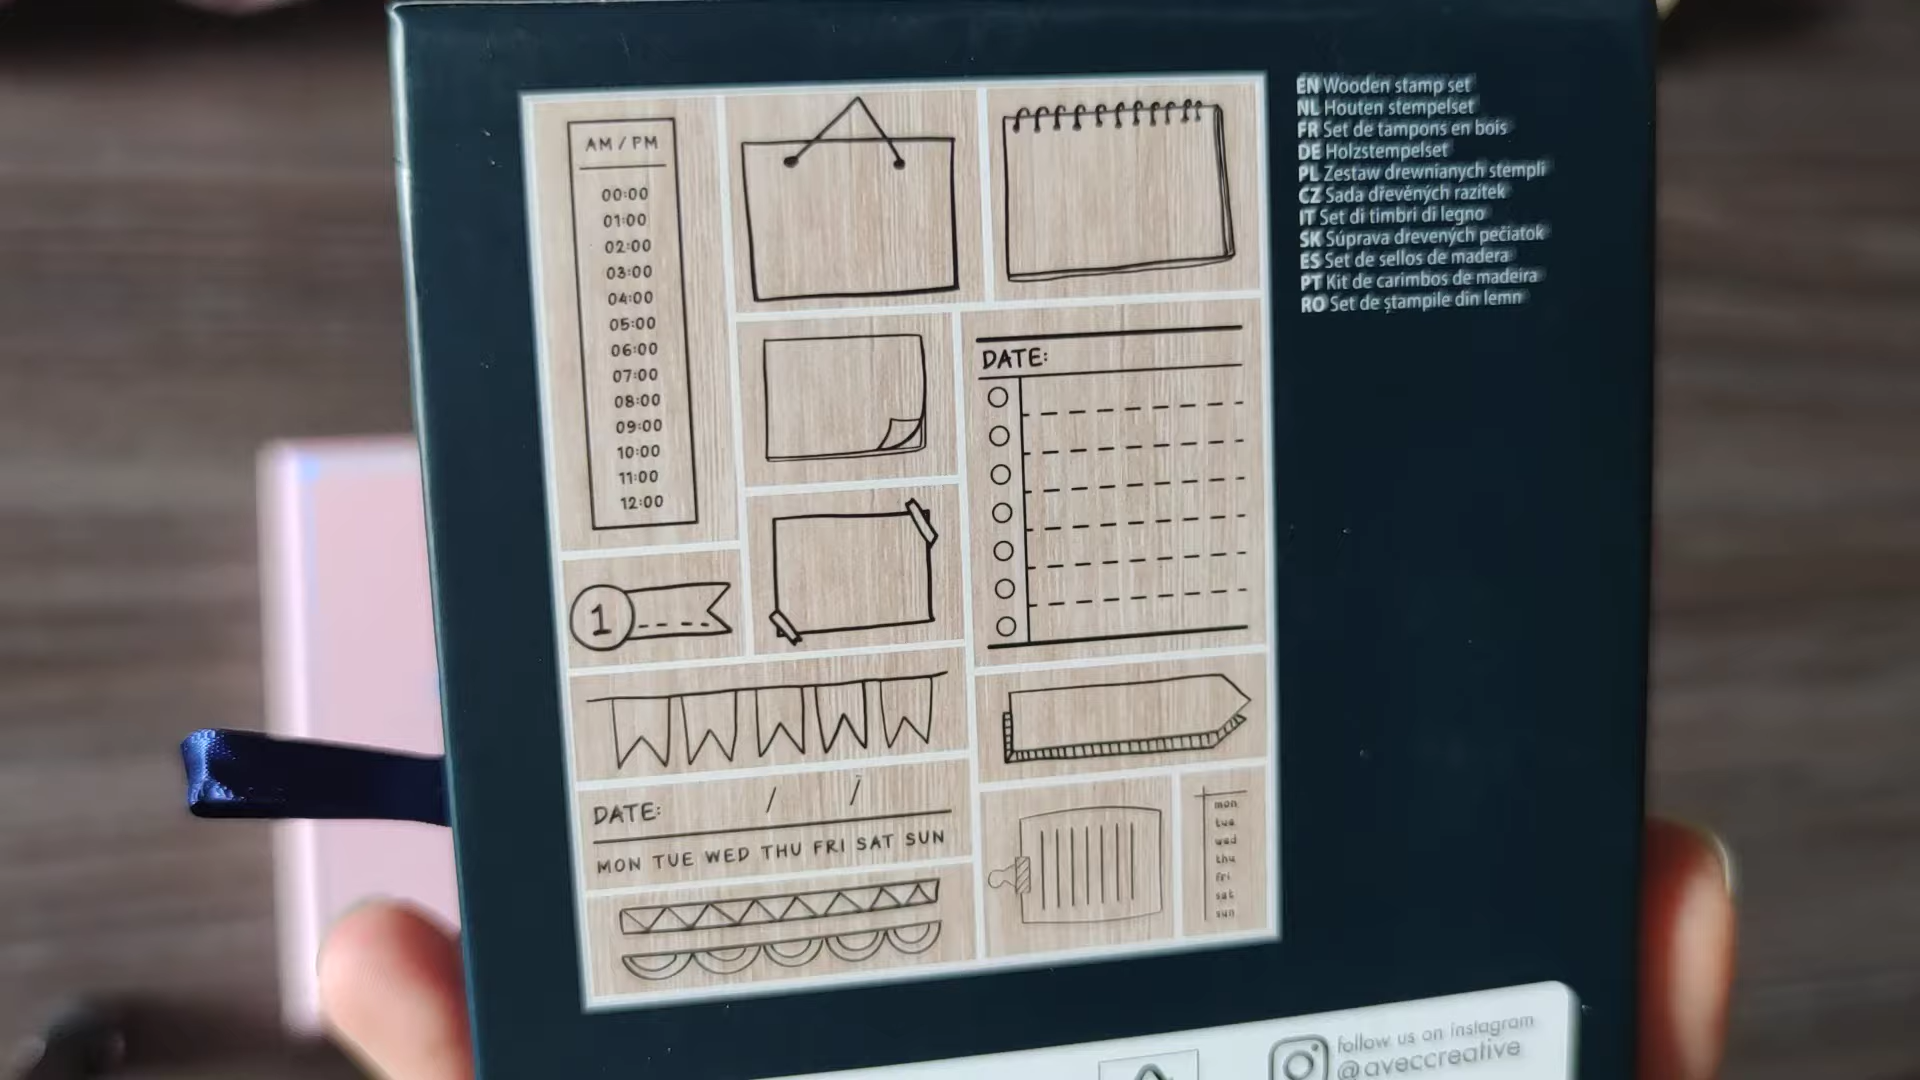 AM / PM
00:00
01:00
02:00
03:00
04:00
05:00
06:00
07:00
08:00
09:00
10:00
11:00
12:00
1
DATE:
DATE: / /
MON TUE WED THU FRI SAT SUN
mon
tue
wed
thu
fri
sat
sun
EN Wooden stamp set
NL Houten stempelset
FR Set de tampons en bois
DE Holzstempelset
PL Zestaw drewnianych stempli
CZ Sada dřevěných razítek
IT Set di timbri di legno
SK Súprava drevených pečiatok
ES Set de sellos de madera
PT Kit de carimbos de madeira
RO Set de ștampile din lemn
follow us on instagram
@aveccreative